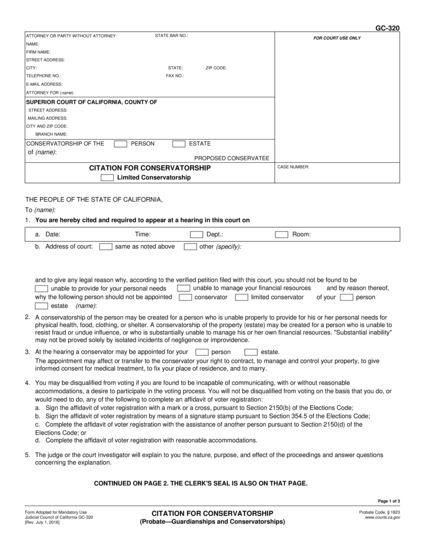 GC-320
ATTORNEY OR PARTY WITHOUT ATTORNEY: STATE BAR NO.: FOR COURT USE ONLY
NAME:
FIRM NAME:
STREET ADDRESS:
CITY: STATE: ZIP CODE:
TELEPHONE NO.: FAX NO.:
E-MAIL ADDRESS:
ATTORNEY FOR (name):
SUPERIOR COURT OF CALIFORNIA, COUNTY OF
STREET ADDRESS:
MAILING ADDRESS:
CITY AND ZIP CODE:
BRANCH NAME:
CONSERVATORSHIP OF THE PERSON ESTATE
of (name):
PROPOSED CONSERVATEE
CITATION FOR CONSERVATORSHIP CASE NUMBER:
Limited Conservatorship
THE PEOPLE OF THE STATE OF CALIFORNIA,
To (name):
1. You are hereby cited and required to appear at a hearing in this court on
a. Date: Time: Dept.: Room:
b. Address of court: same as noted above other (specify):
and to give any legal reason why, according to the verified petition filed with this court, you should not be found to be
unable to provide for your personal needs unable to manage your financial resources and by reason thereof,
why the following person should not be appointed conservator limited conservator of your person
estate (name):
2. A conservatorship of the person may be created for a person who is unable properly to provide for his or her personal needs for
physical health, food, clothing, or shelter. A conservatorship of the property (estate) may be created for a person who is unable to
resist fraud or undue influence, or who is substantially unable to manage his or her own financial resources. "Substantial inability"
may not be proved solely by isolated incidents of negligence or improvidence.
3. At the hearing a conservator may be appointed for your person estate.
The appointment may affect or transfer to the conservator your right to contract, to manage and control your property, to give
informed consent for medical treatment, to fix your place of residence, and to marry.
4. You may be disqualified from voting if you are found to be incapable of communicating, with or without reasonable
accommodations, a desire to participate in the voting process. You will not be disqualified from voting on the basis that you do, or
would need to do, any of the following to complete an affidavit of voter registration:
a. Sign the affidavit of voter registration with a mark or a cross, pursuant to Section 2150(b) of the Elections Code;
b. Sign the affidavit of voter registration by means of a signature stamp pursuant to Section 354.5 of the Elections Code;
c. Complete the affidavit of voter registration with the assistance of another person pursuant to Section 2150(d) of the
Elections Code; or
d. Complete the affidavit of voter registration with reasonable accommodations.
5. The judge or the court investigator will explain to you the nature, purpose, and effect of the proceedings and answer questions
concerning the explanation.
CONTINUED ON PAGE 2. THE CLERK'S SEAL IS ALSO ON THAT PAGE.
Page 1 of 3
Form Adopted for Mandatory Use
Judicial Council of California GC-320
[Rev. July 1, 2016]
CITATION FOR CONSERVATORSHIP
(Probate—Guardianships and Conservatorships)
Probate Code, § 1823
www.courts.ca.gov